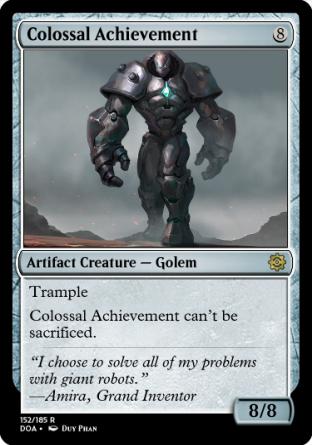 Colossal Achievement 8
Artifact Creature — Golem
Trample
Colossal Achievement can't be
sacrificed.
“I choose to solve all of my problems
with giant robots.”
—Amira, Grand Inventor
8/8
152/185 R
DOA • Duy Phan